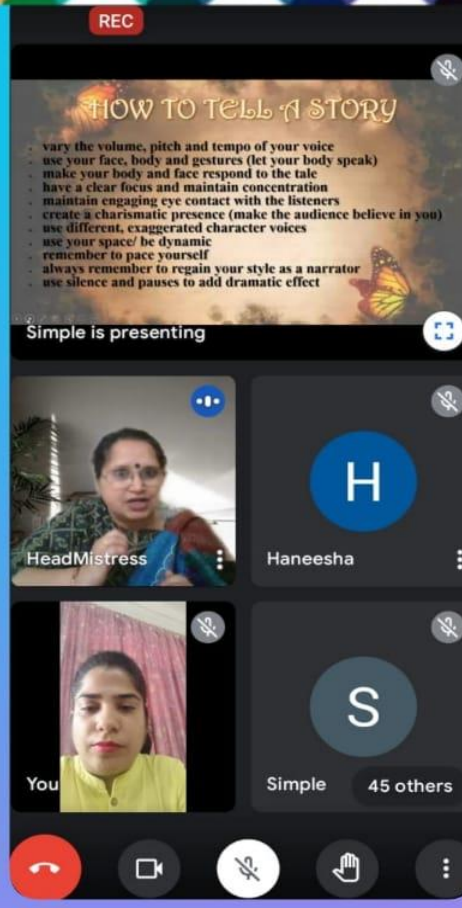 REC
HOW TO TELL A STORY
vary the volume, pitch and tempo of your voice
use your face, body and gestures (let your body speak)
make your body and face respond to the tale
have a clear focus and maintain concentration
maintain engaging eye contact with the listeners
create a charismatic presence (make the audience believe in you)
use different, exaggerated character voices
use your space/ be dynamic
remember to pace yourself
always remember to regain your style as a narrator
use silence and pauses to add dramatic effect
Simple is presenting
HeadMistress
H
Haneesha
You
S
Simple
45 others